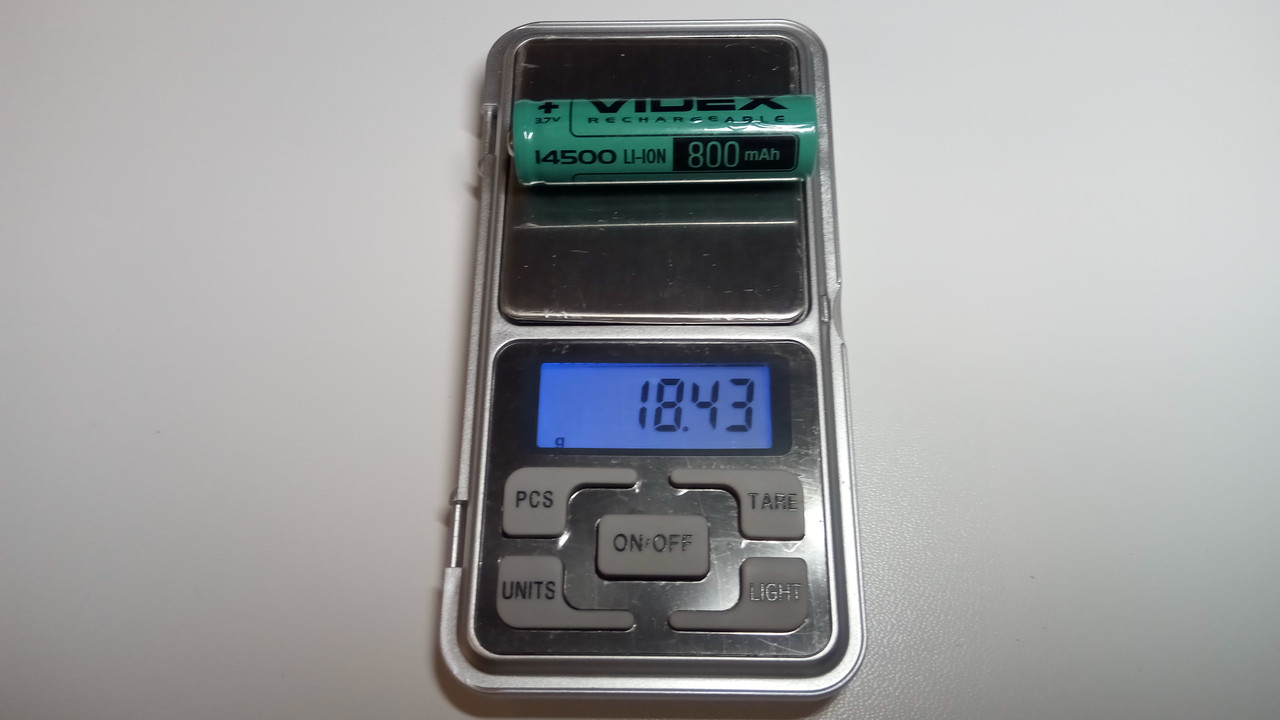 + VIDEX
3.7V RECHARGEABLE
14500 LI-ION 800 mAh
18.43
g
PCS TARE
ON/OFF
UNITS LIGHT